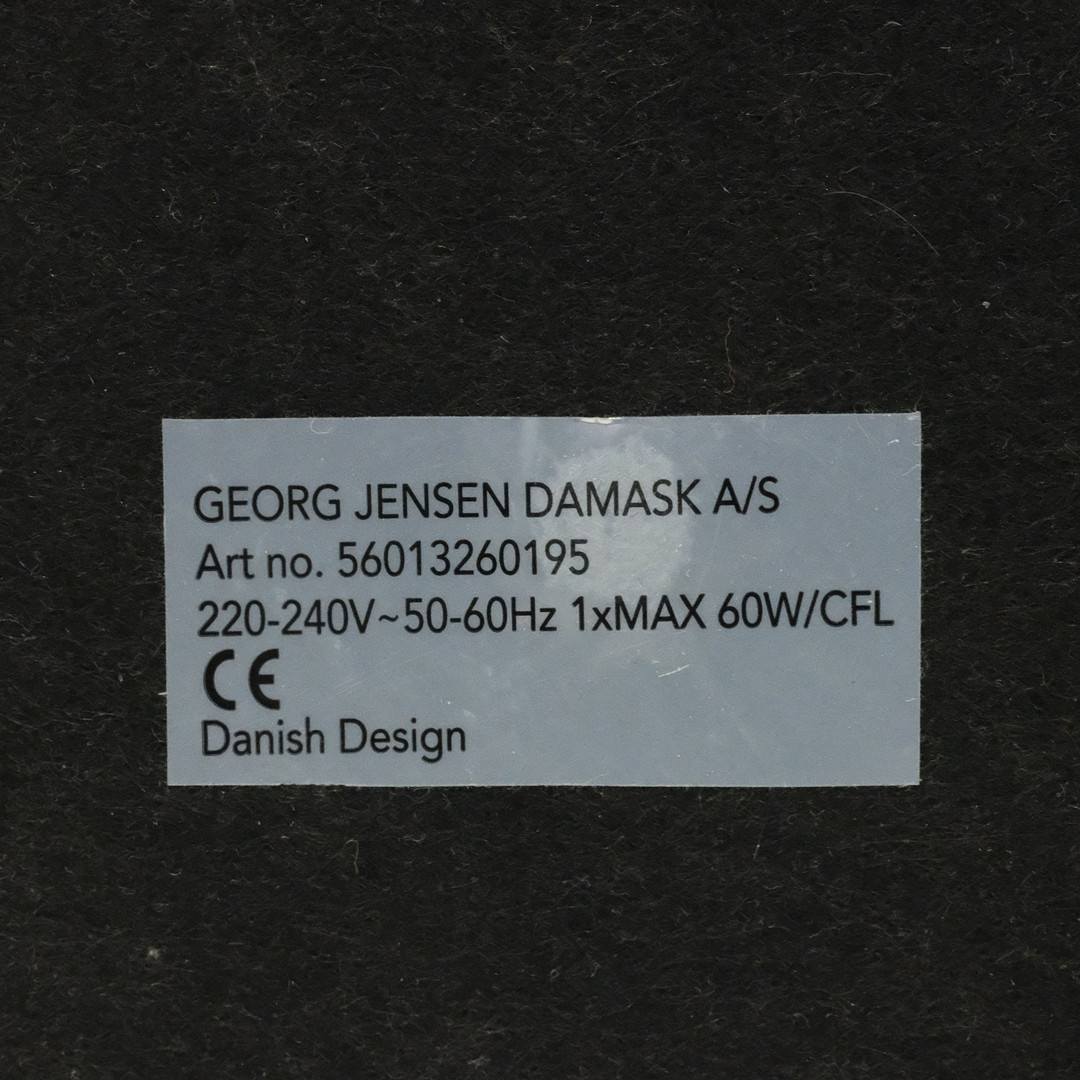 GEORG JENSEN DAMASK A/S
Art no. 56013260195
220-240V~50-60Hz 1xMAX 60W/CFL
CE
Danish Design